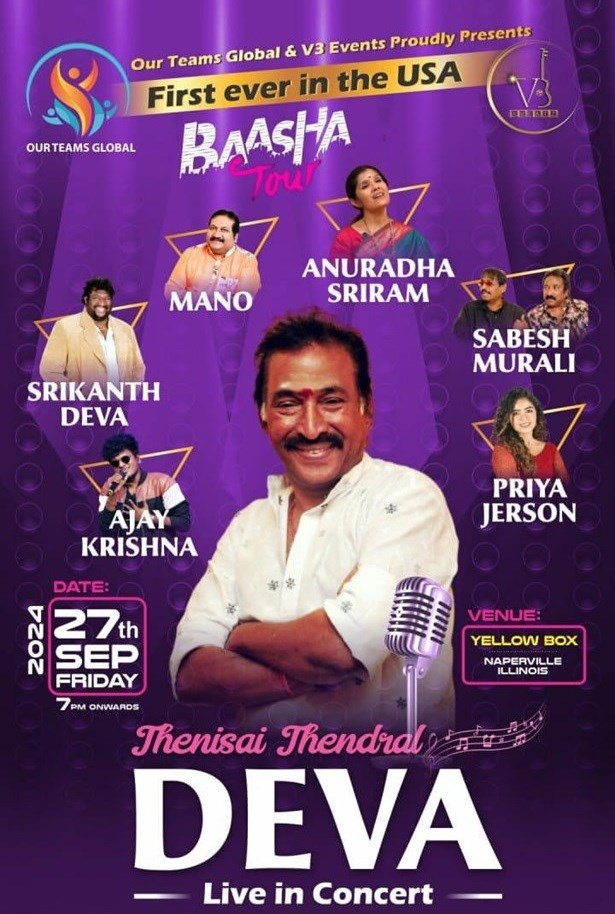 Our Teams Global & V3 Events Proudly Presents
First ever in the USA
OUR TEAMS GLOBAL
V3
BAASHA
Tour
MANO
ANURADHA
SRIRAM
SABESH
MURALI
SRIKANTH
DEVA
PRIYA
JERSON
AJAY
KRISHNA
DATE:
2024
27th
SEP
FRIDAY
7PM ONWARDS
VENUE:
YELLOW BOX
NAPERVILLE
ILLINOIS
Thenisai Thendral
DEVA
Live in Concert